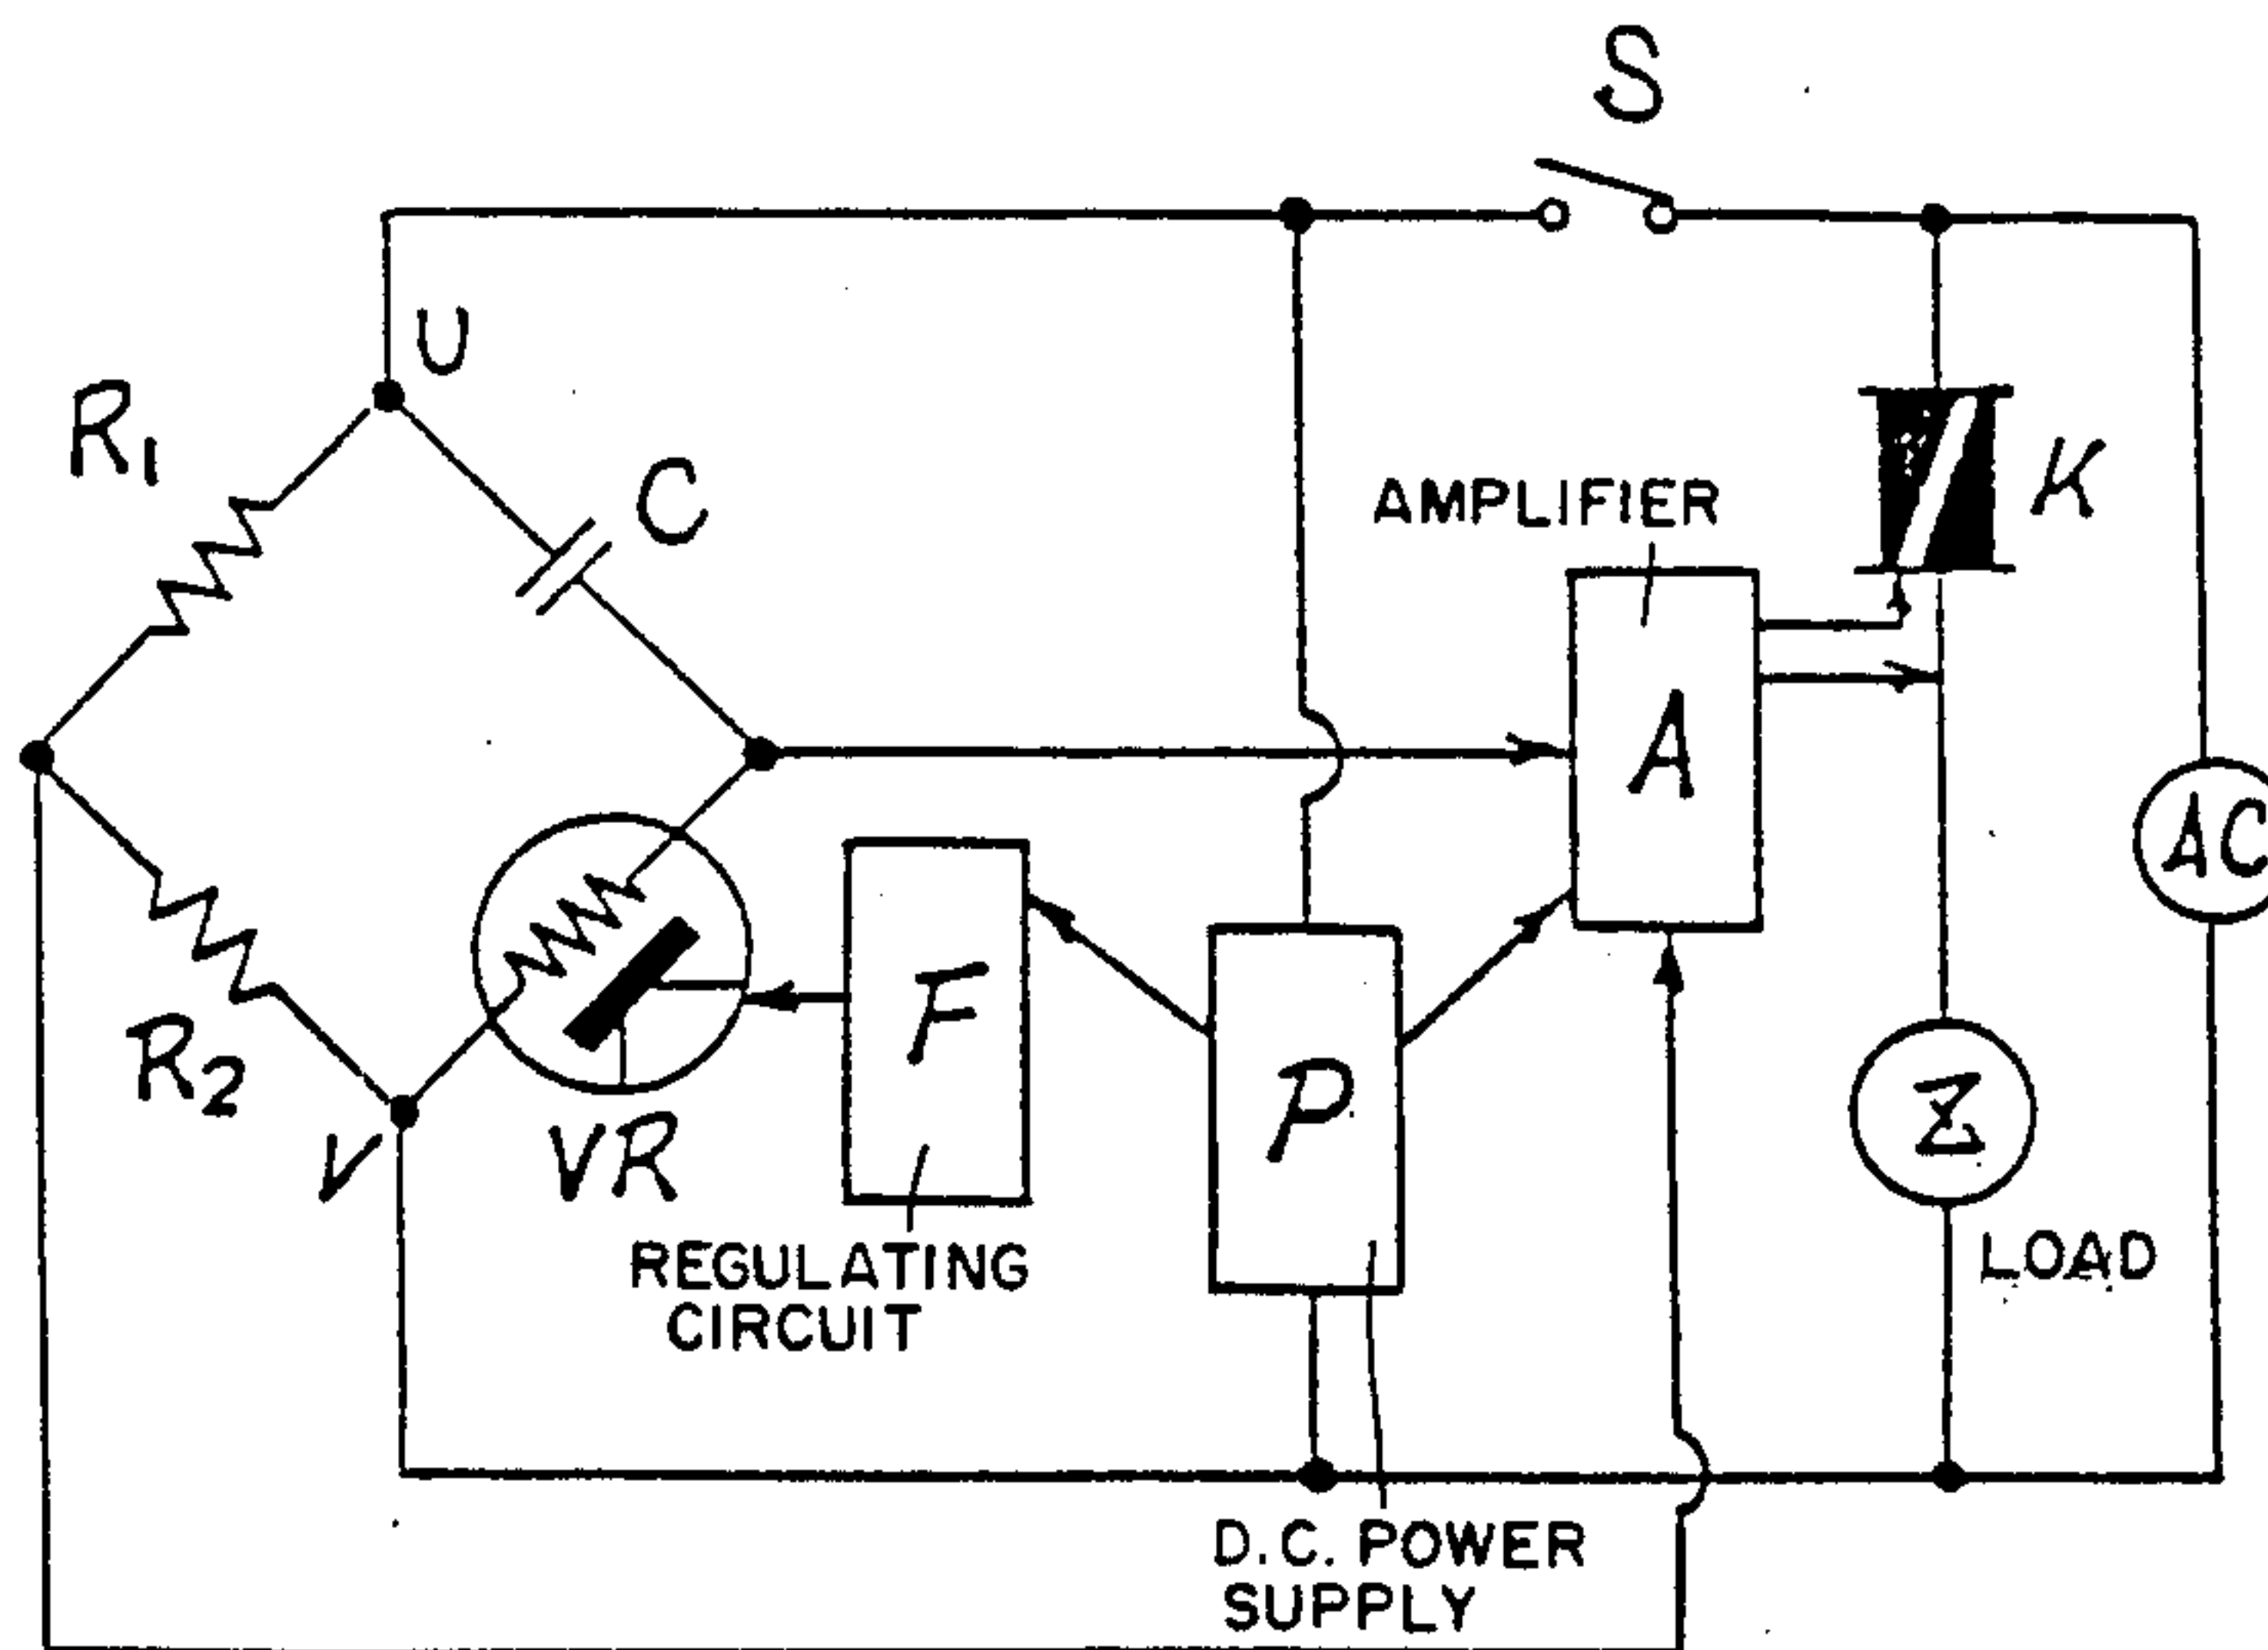 S
U
R1
C
K
AMPLIFIER
A
AC
F
P
R2
Z
V
VR
REGULATING
CIRCUIT
LOAD
D.C. POWER
SUPPLY